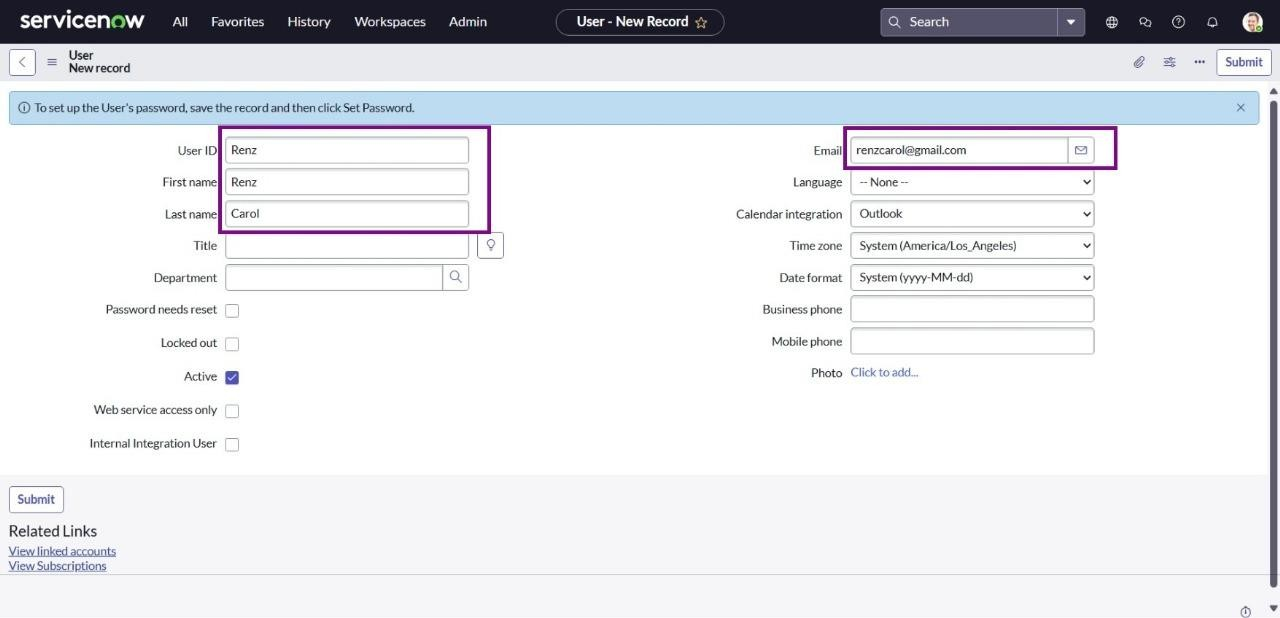 servicenow All Favorites History Workspaces Admin User - New Record Search
User
New record
Submit
To set up the User's password, save the record and then click Set Password.
User ID Renz
First name Renz
Last name Carol
Title
Department
Password needs reset
Locked out
Active
Web service access only
Internal Integration User
Email renzcarol@gmail.com
Language -- None --
Calendar integration Outlook
Time zone System (America/Los_Angeles)
Date format System (yyyy-MM-dd)
Business phone
Mobile phone
Photo Click to add...
Submit
Related Links
View linked accounts
View Subscriptions